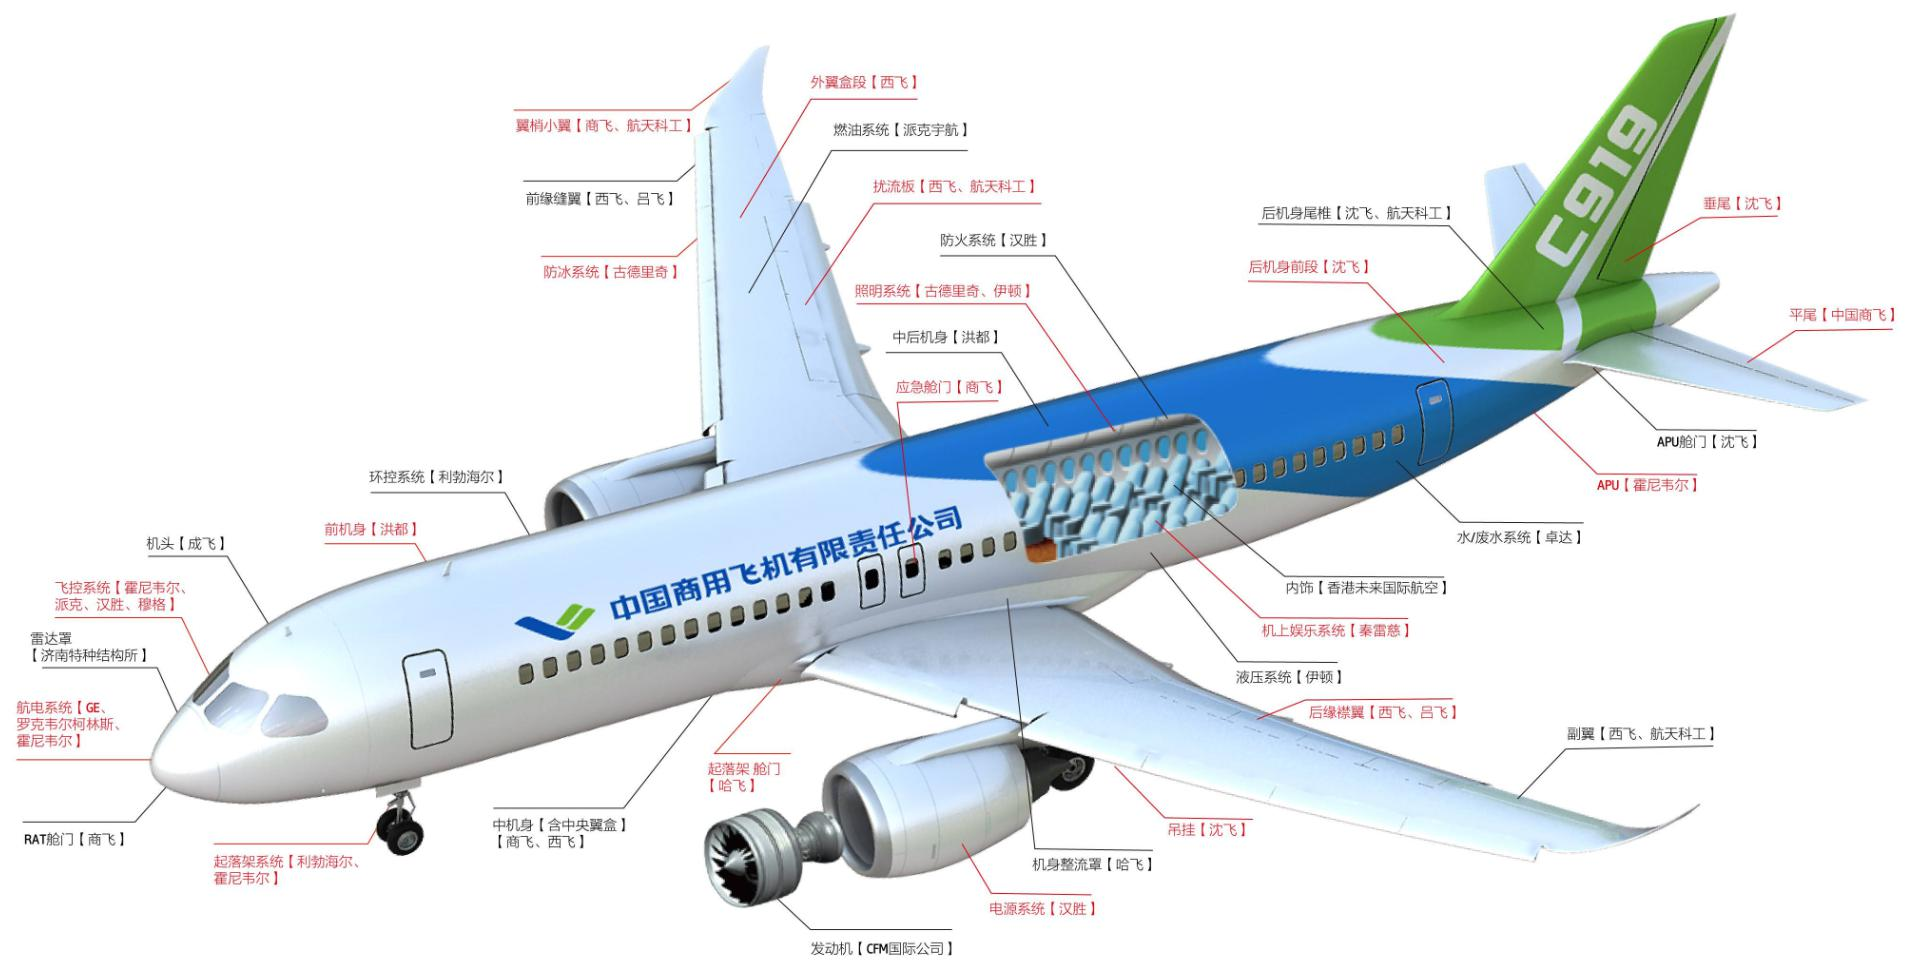 外翼盒段【西飞】
翼梢小翼【商飞、航天科工】
燃油系统【派克宇航】
前缘缝翼【西飞、吕飞】
扰流板【西飞、航天科工】
防火系统【汉胜】
防冰系统【古德里奇】
照明系统【古德里奇、伊顿】
中后机身【洪都】
应急舱门【商飞】
C919
后机身尾椎【沈飞、航天科工】
垂尾【沈飞】
后机身前段【沈飞】
平尾【中国商飞】
APU舱门【沈飞】
APU【霍尼韦尔】
水/废水系统【卓达】
环控系统【利勃海尔】
前机身【洪都】
机头【成飞】
飞控系统【霍尼韦尔、
派克、汉胜、穆格】
雷达罩
【济南特种结构所】
航电系统【GE、
罗克韦尔柯林斯、
霍尼韦尔】
RAT舱门【商飞】
中国商用飞机有限责任公司
内饰【香港未来国际航空】
机上娱乐系统【秦雷慈】
液压系统【伊顿】
后缘襟翼【西飞、吕飞】
副翼【西飞、航天科工】
起落架 舱门
【哈飞】
中机身【含中央翼盒】
【商飞、西飞】
起落架系统【利勃海尔、
霍尼韦尔】
吊挂【沈飞】
机身整流罩【哈飞】
电源系统【汉胜】
发动机【CFM国际公司】